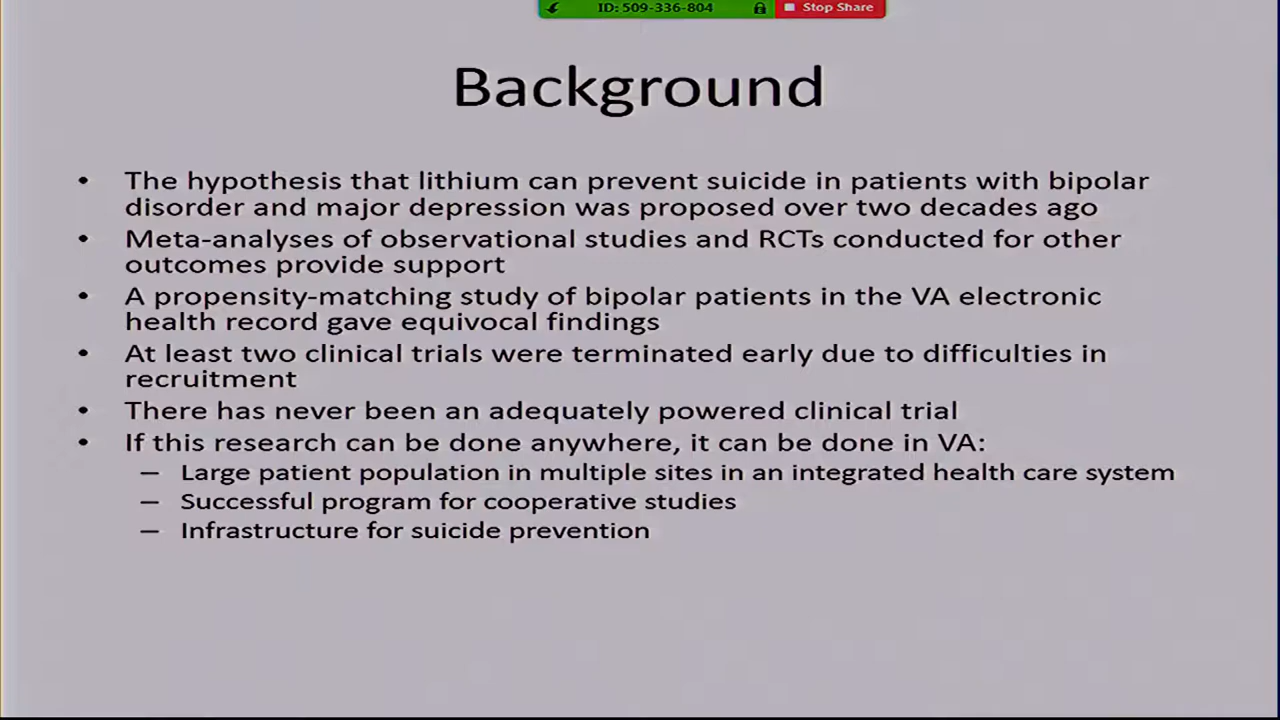 ID: 509-336-804 Stop Share
Background
• The hypothesis that lithium can prevent suicide in patients with bipolar
disorder and major depression was proposed over two decades ago
• Meta-analyses of observational studies and RCTs conducted for other
outcomes provide support
• A propensity-matching study of bipolar patients in the VA electronic
health record gave equivocal findings
• At least two clinical trials were terminated early due to difficulties in
recruitment
• There has never been an adequately powered clinical trial
• If this research can be done anywhere, it can be done in VA:
– Large patient population in multiple sites in an integrated health care system
– Successful program for cooperative studies
– Infrastructure for suicide prevention